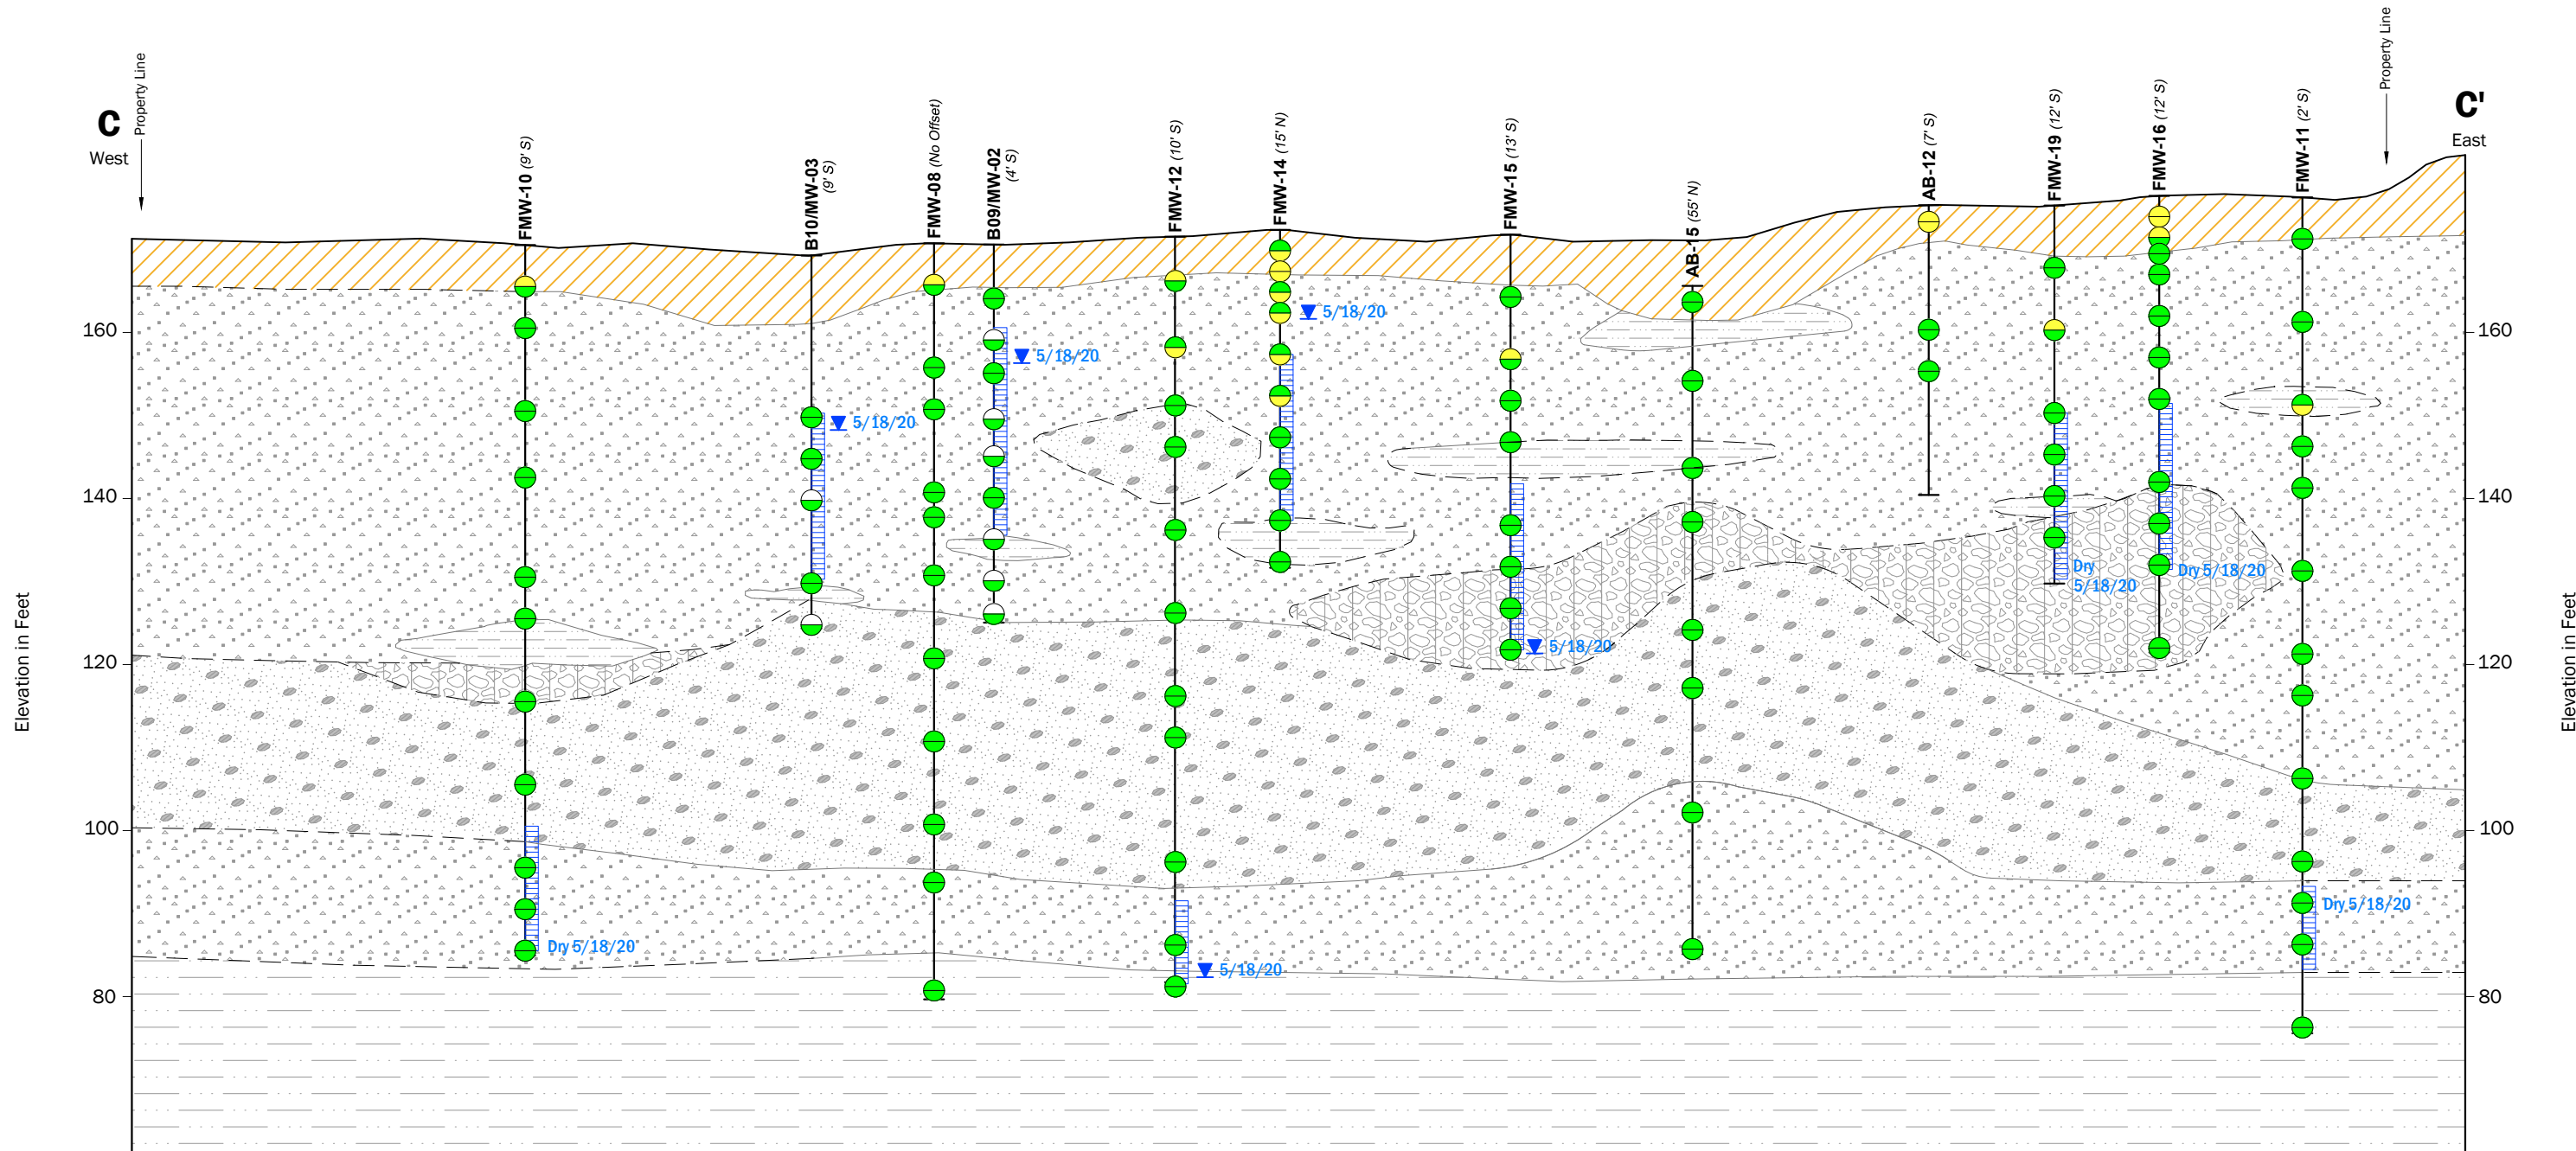 Property Line
Property Line
C
West
C'
East
FMW-10 (9' S)
B10/MW-03
(9' S)
FMW-08 (No Offset)
B09/MW-02
(4' S)
FMW-12 (10' S)
FMW-14 (15' N)
FMW-15 (13' S)
AB-15 (55' N)
AB-12 (7' S)
FMW-19 (12' S)
FMW-16 (12' S)
FMW-11 (2' S)
5/18/20
160
160
5/18/20
5/18/20
140
140
Dry
5/18/20
Dry 5/18/20
Elevation in Feet
Elevation in Feet
5/18/20
120
120
100
100
Dry 5/18/20
Dry 5/18/20
5/18/20
80
80